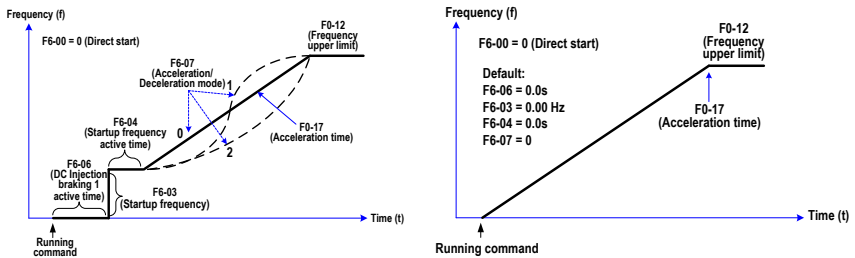 Frequency (f)
F6-00 = 0 (Direct start)
F0-12
(Frequency
upper limit)
F6-07
(Acceleration/
Deceleration mode)
1
0
2
F6-04
(Startup frequency
active time)
F0-17
(Acceleration time)
F6-06
(DC Injection
braking 1
active time)
F6-03
(Startup frequency)
Time (t)
Running
command
Frequency (f)
F6-00 = 0 (Direct start)
F0-12
(Frequency
upper limit)
Default:
F6-06 = 0.0s
F6-03 = 0.00 Hz
F6-04 = 0.0s
F6-07 = 0
F0-17
(Acceleration time)
Time (t)
Running command